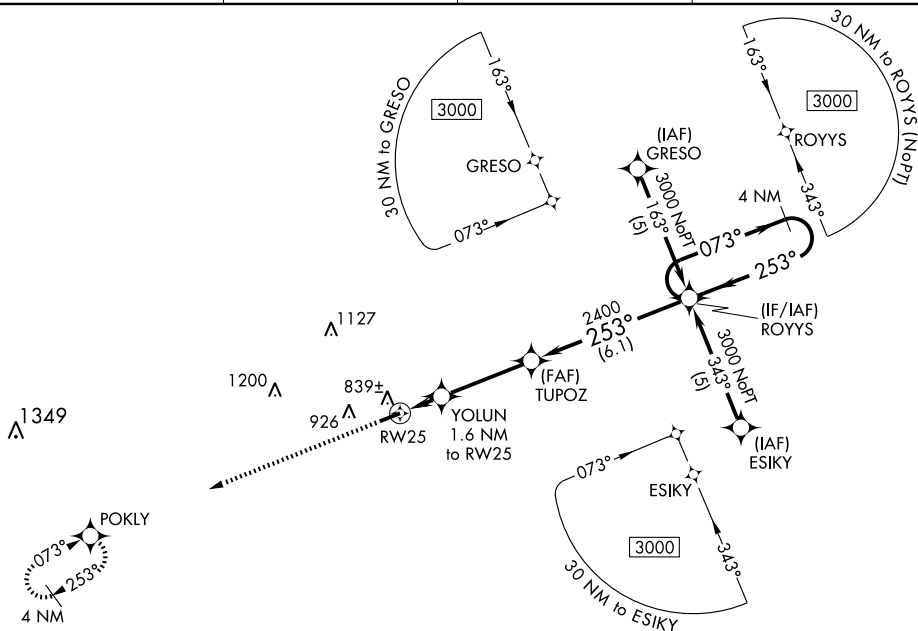 30 NM to GRESO
163°
3000
GRESO
073°
163°
30 NM to ROYYS (NoPT)
3000
ROYYS
343°
(IAF)
GRESO
3000 NoPT
163°
(5)
4 NM
073°
253°
(IF/IAF)
ROYYS
2400
253°
(6.1)
3000 NoPT
343°
(5)
(FAF)
TUPOZ
(IAF)
ESIKY
1127
1200
839±
926
1349
RW25
YOLUN
1.6 NM
to RW25
POKLY
073°
253°
4 NM
073°
ESIKY
3000
343°
30 NM to ESIKY